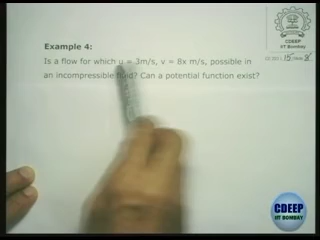 CDEEP
IIT Bombay
Example 4:
Is a flow for which u = 3m/s, v = 8x m/s, possible in
an incompressible fluid? Can a potential function exist?
CDEEP
IIT BOMBAY